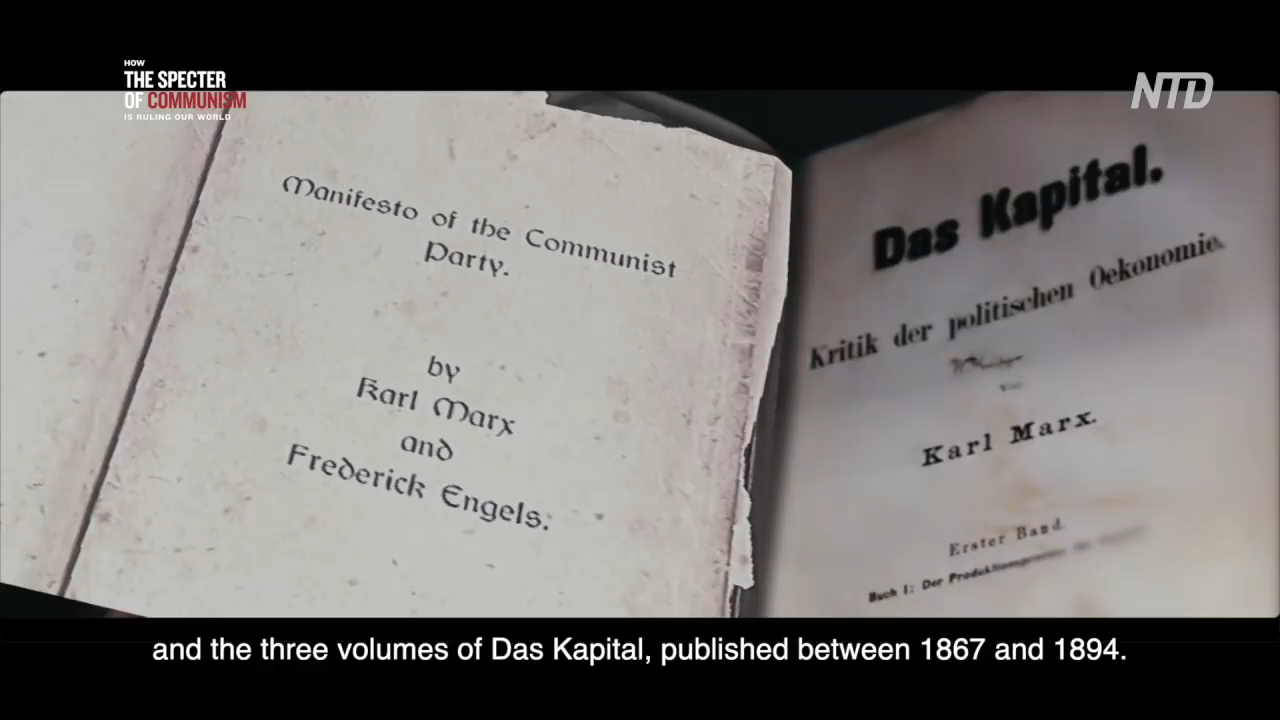 HOW
THE SPECTER
OF COMMUNISM
IS RULING OUR WORLD
NTD
Manifesto of the Communist
Party.
by
Karl Marx
and
Frederick Engels.
Das Kapital.
Kritik der politischen Oekonomie.
Karl Marx.
Erster Band.
Buch I: Der Produktionsprocess
and the three volumes of Das Kapital, published between 1867 and 1894.